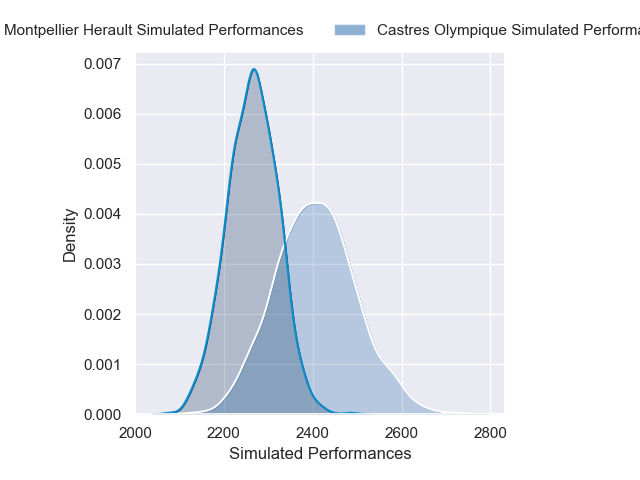 Montpellier Herault Simulated Performances
Castres Olympique Simulated Performa
0.007
0.006
0.005
0.004
0.003
0.002
0.001
0.000
Density
2000 2200 2400 2600 2800
Simulated Performances